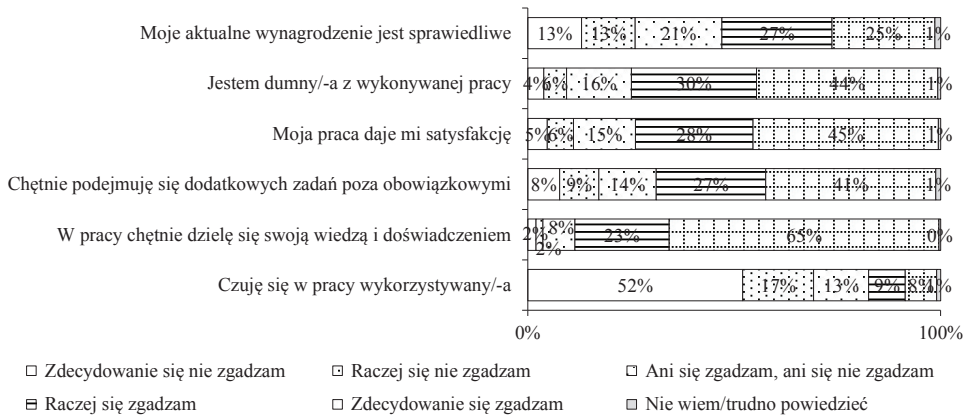 Moje aktualne wynagrodzenie jest sprawiedliwe 13% 13% 21% 27% 25% 1%
Jestem dumny/-a z wykonywanej pracy 4% 6% 16% 30% 44% 1%
Moja praca daje mi satysfakcję 5% 6% 15% 28% 45% 1%
Chętnie podejmuję się dodatkowych zadań poza obowiązkowymi 8% 9% 14% 27% 41% 1%
W pracy chętnie dzielę się swoją wiedzą i doświadczeniem 2% 2% 8% 23% 65% 0%
Czuję się w pracy wykorzystywany/-a 52% 17% 13% 9% 8% 1%
0% 100%
Zdecydowanie się nie zgadzam Raczej się nie zgadzam Ani się zgadzam, ani się nie zgadzam
Raczej się zgadzam Zdecydowanie się zgadzam Nie wiem/trudno powiedzieć